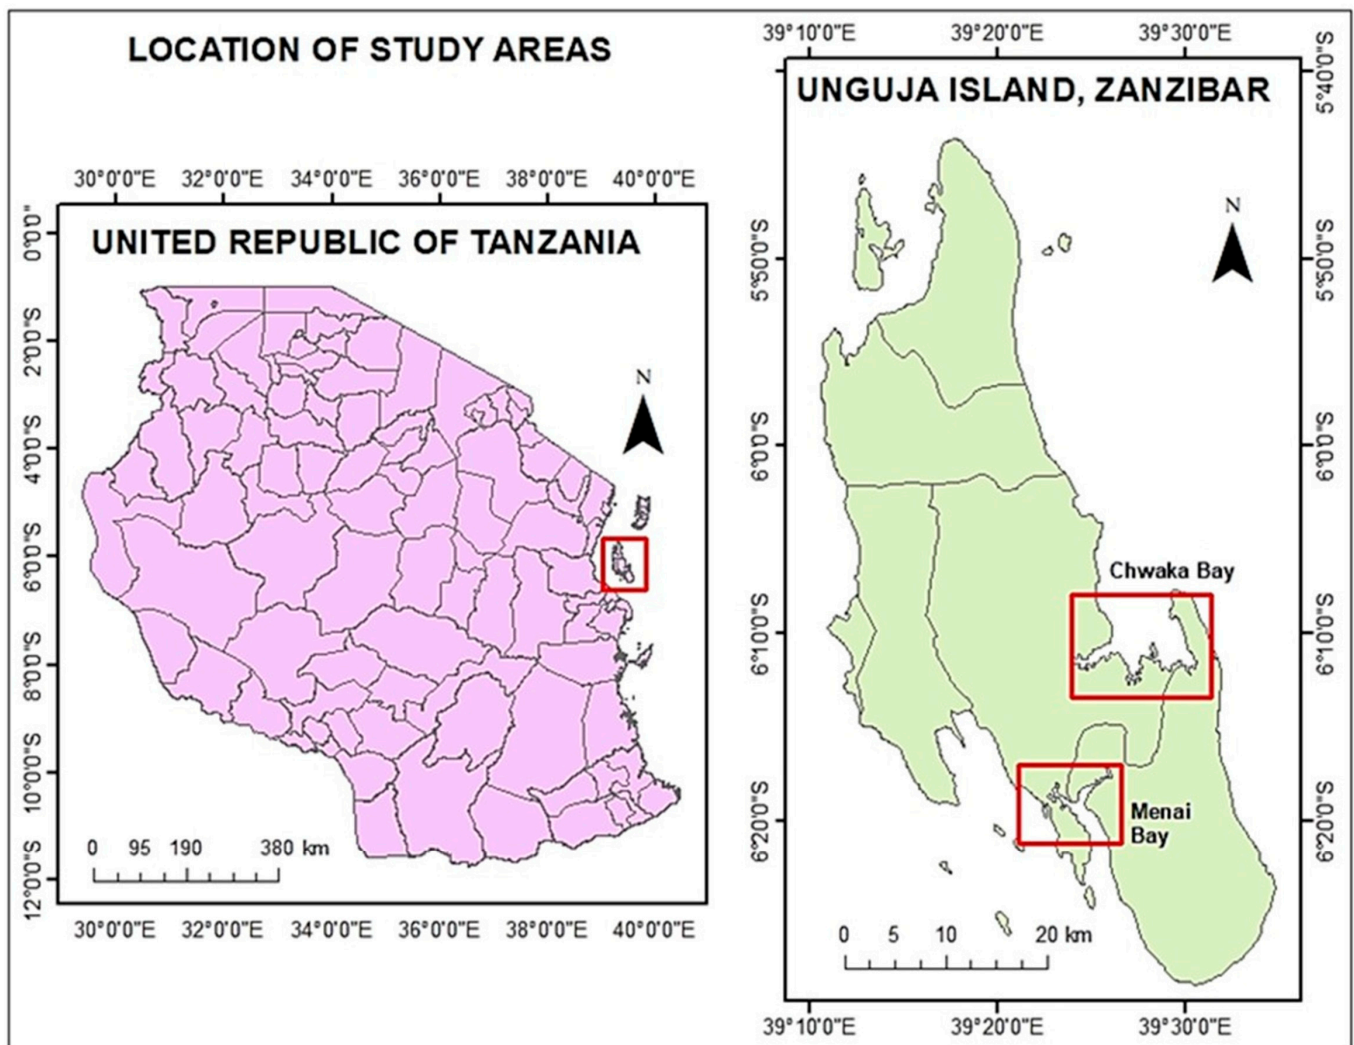 LOCATION OF STUDY AREAS
30°0'0"E 32°0'0"E 34°0'0"E 36°0'0"E 38°0'0"E 40°0'0"E
UNITED REPUBLIC OF TANZANIA
0°0'0"
2°0'0"S
4°0'0"S
6°0'0"S
8°0'0"S
10°0'0"S
12°0'0"S
N
0 95 190 380 km
30°0'0"E 32°0'0"E 34°0'0"E 36°0'0"E 38°0'0"E 40°0'0"E
39°10'0"E 39°20'0"E 39°30'0"E
UNGUJA ISLAND, ZANZIBAR
N
5°50'0"S
6°0'0"S
6°10'0"S
6°20'0"S
Chwaka Bay
Menai
Bay
0 5 10 20 km
5°40'0"S
5°50'0"S
6°0'0"S
6°10'0"S
6°20'0"S
39°10'0"E 39°20'0"E 39°30'0"E